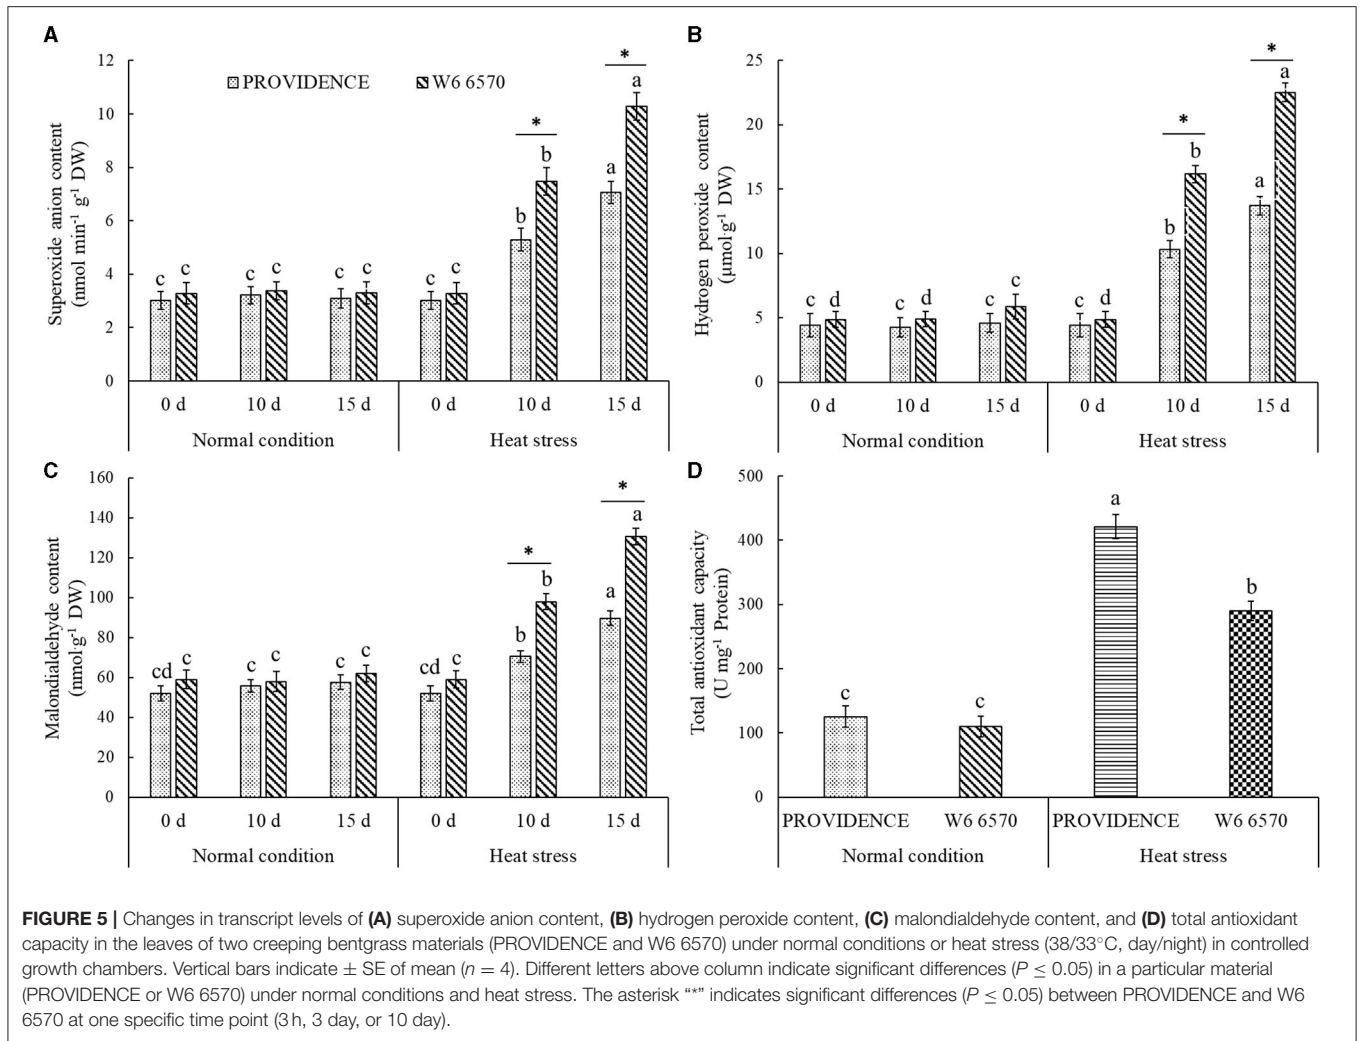 A
12
10
8
6
4
2
0
Superoxide anion content
(nmol min⁻¹ g⁻¹ DW)
PROVIDENCE W6 6570
c c c c c c c c b b a a
* *
0 d 10 d 15 d 0 d 10 d 15 d
Normal condition Heat stress
B
25
20
15
10
5
0
Hydrogen peroxide content
(µmol·g⁻¹ DW)
c d c d c c c d b b a a
* *
0 d 10 d 15 d 0 d 10 d 15 d
Normal condition Heat stress
C
160
140
120
100
80
60
40
20
0
Malondialdehyde content
(nmol·g⁻¹ DW)
cd c c c c c cd c b b a a
* *
0 d 10 d 15 d 0 d 10 d 15 d
Normal condition Heat stress
D
500
400
300
200
100
0
Total antioxidant capacity
(U mg⁻¹ Protein)
c c a b
PROVIDENCE W6 6570 PROVIDENCE W6 6570
Normal condition Heat stress
FIGURE 5 | Changes in transcript levels of (A) superoxide anion content, (B) hydrogen peroxide content, (C) malondialdehyde content, and (D) total antioxidant
capacity in the leaves of two creeping bentgrass materials (PROVIDENCE and W6 6570) under normal conditions or heat stress (38/33°C, day/night) in controlled
growth chambers. Vertical bars indicate ± SE of mean (n = 4). Different letters above column indicate significant differences (P ≤ 0.05) in a particular material
(PROVIDENCE or W6 6570) under normal conditions and heat stress. The asterisk “*” indicates significant differences (P ≤ 0.05) between PROVIDENCE and W6
6570 at one specific time point (3 h, 3 day, or 10 day).